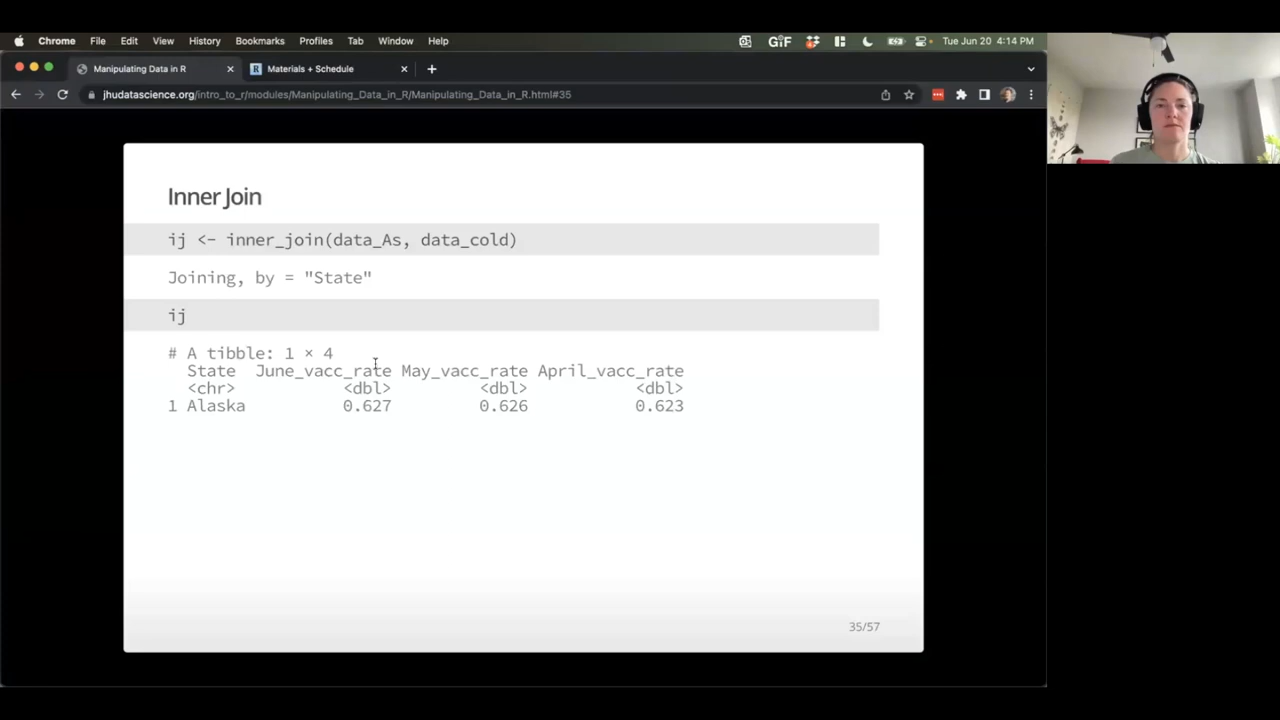 Chrome File Edit View History Bookmarks Profiles Tab Window Help GiF Tue Jun 20 4:14 PM
Manipulating Data in R Materials + Schedule
jhudatascience.org/intro_to_r/modules/Manipulating_Data_in_R/Manipulating_Data_in_R.html#35
Inner Join
ij <- inner_join(data_As, data_cold)
Joining, by = "State"
ij
# A tibble: 1 × 4
State June_vacc_rate May_vacc_rate April_vacc_rate
<chr> <dbl> <dbl> <dbl>
1 Alaska 0.627 0.626 0.623
35/57